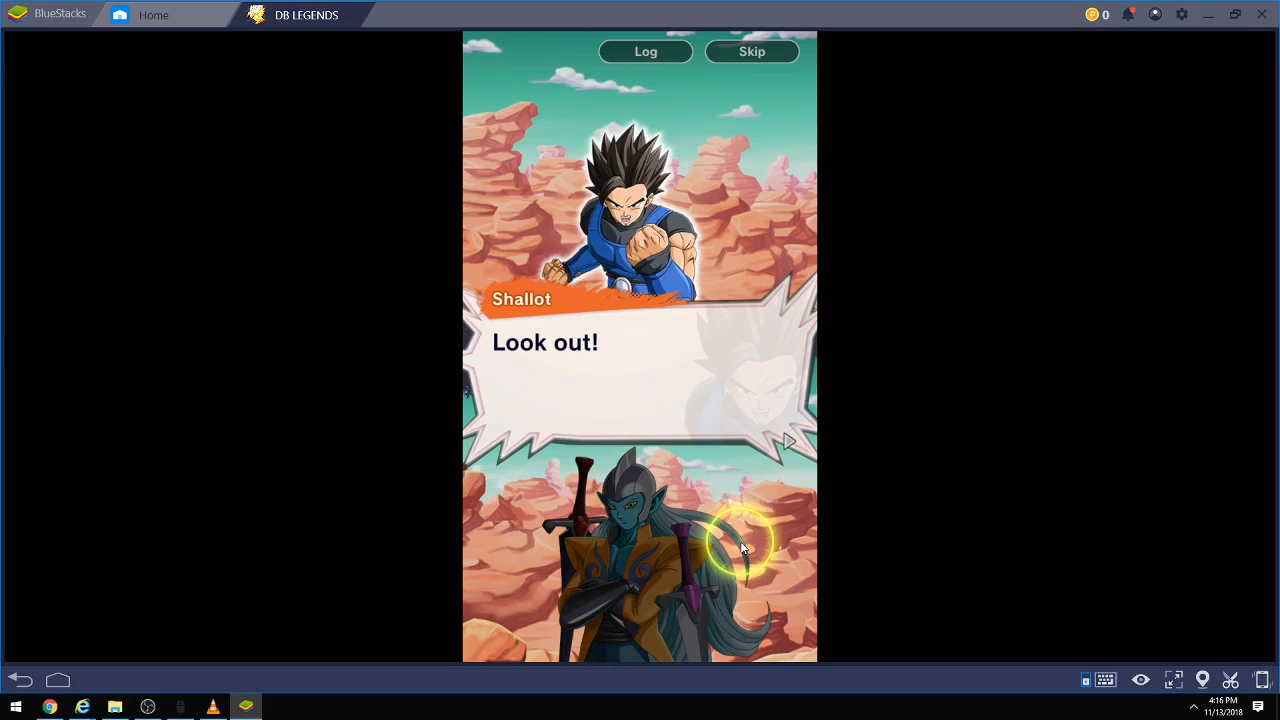 BlueStacks
Home
DB LEGENDS
0
Log
Skip
Shallot
Look out!
4:16 PM
11/13/2018